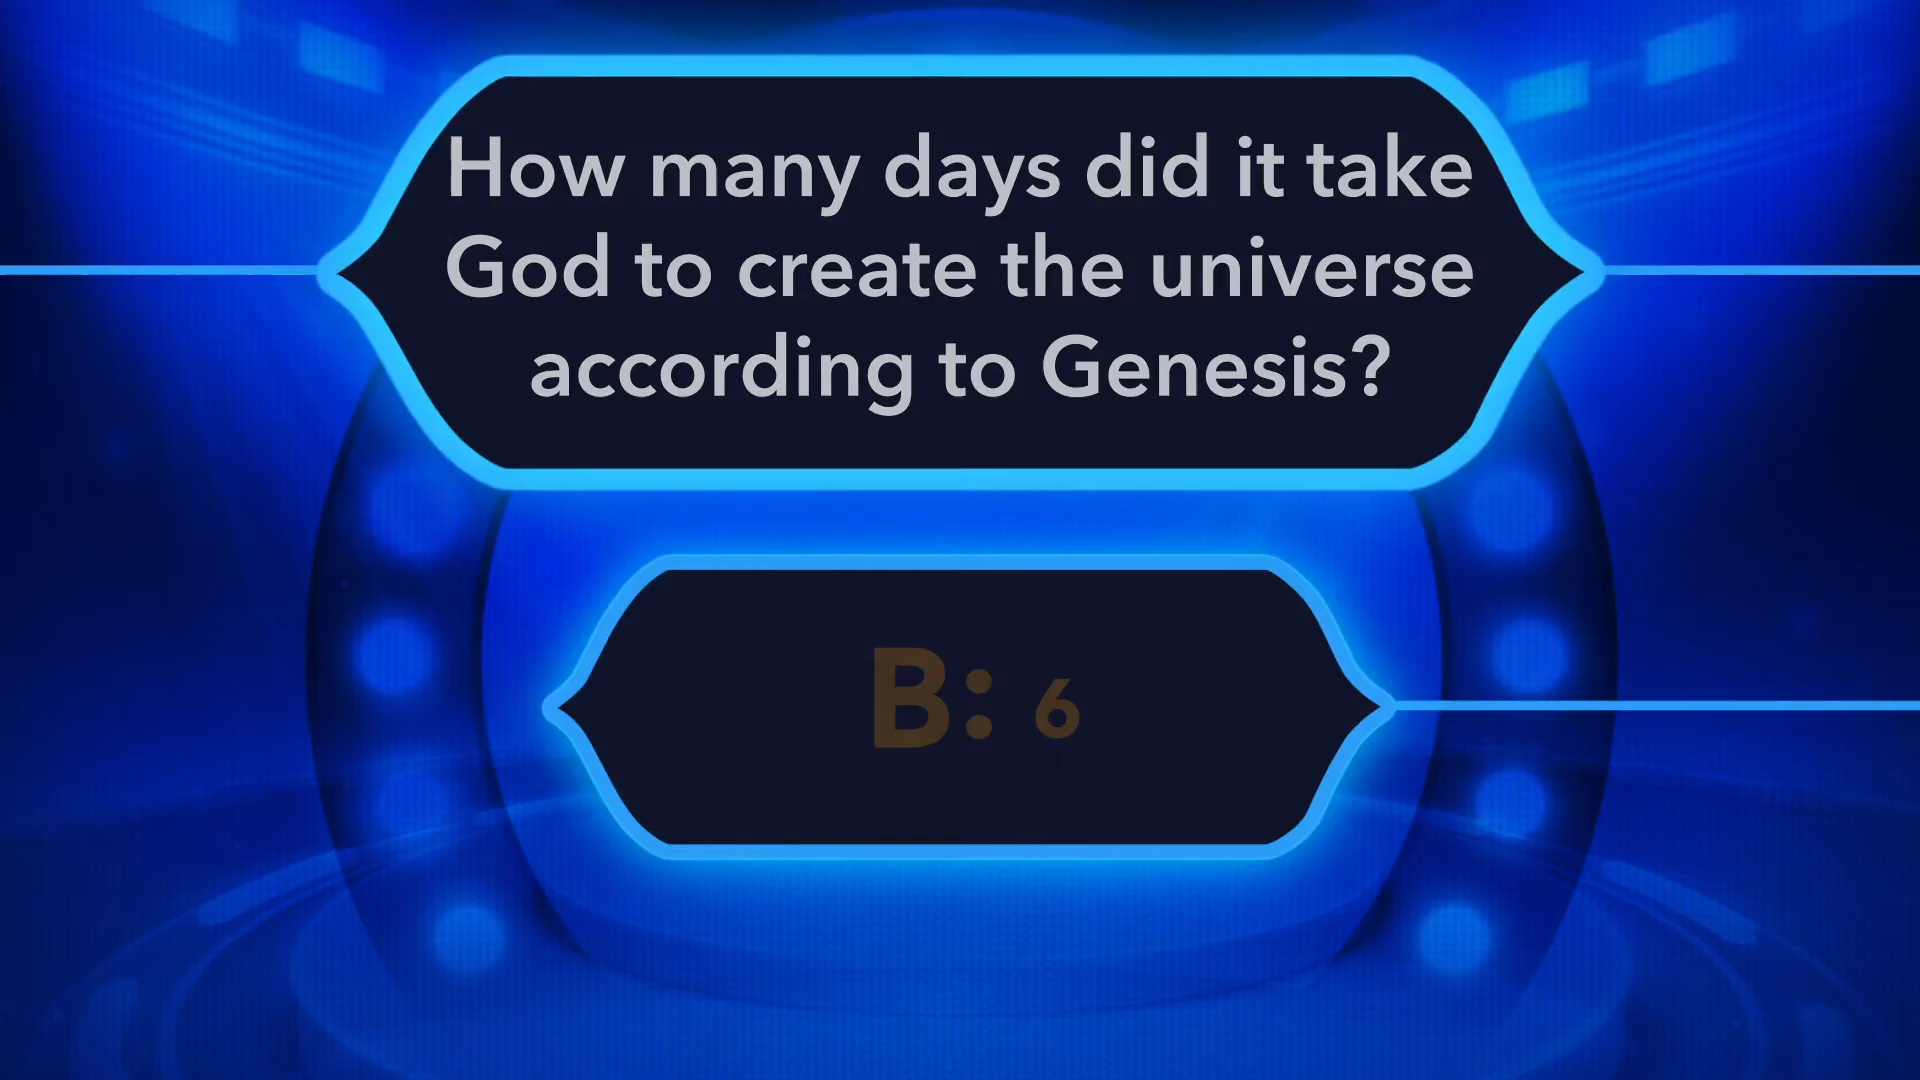 How many days did it take
God to create the universe
according to Genesis?
B: 6